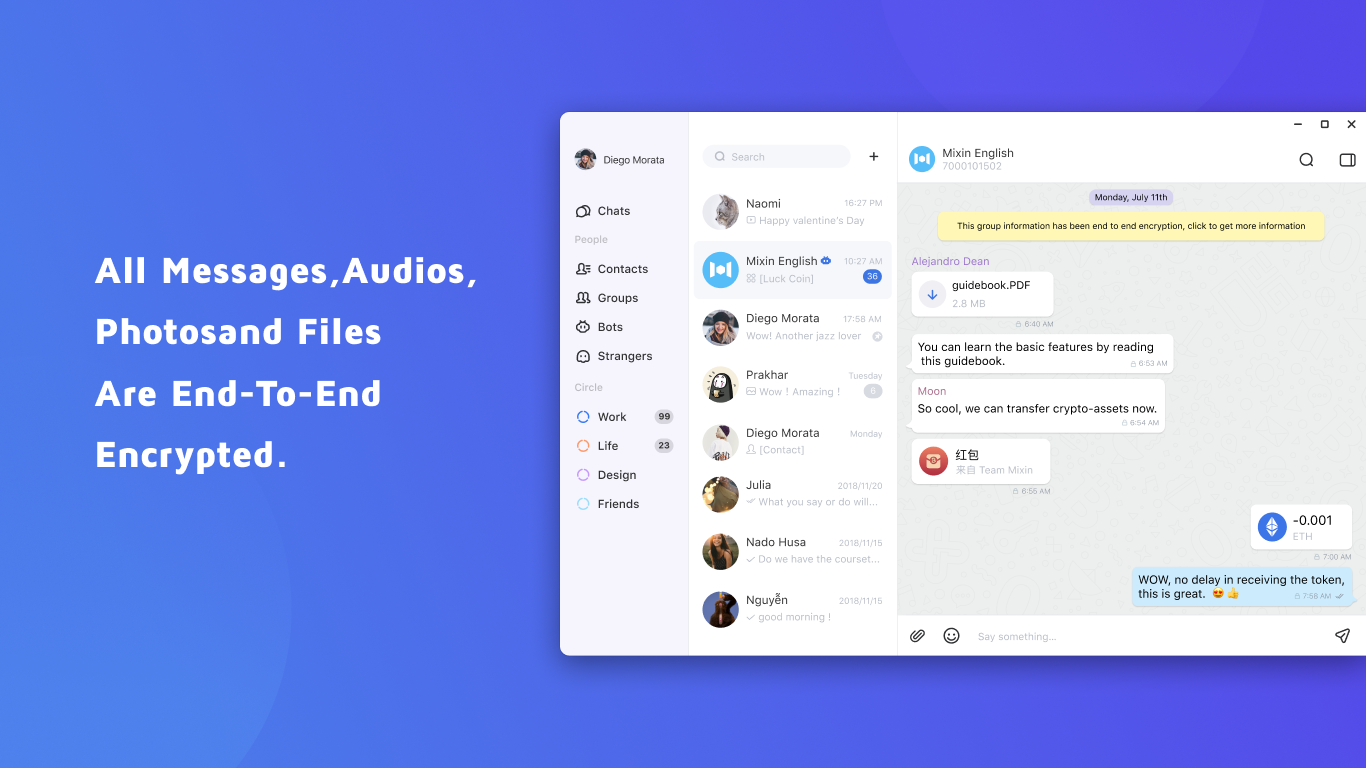 All Messages,Audios,
Photosand Files
Are End-To-End
Encrypted.
Diego Morata
Chats
People
Contacts
Groups
Bots
Strangers
Circle
Work 99
Life 23
Design
Friends
Search
Naomi 16:27 PM
Happy valentine's Day
Mixin English 10:27 AM
[Luck Coin] 36
Diego Morata 17:58 AM
Wow! Another jazz lover
Prakhar Tuesday
Wow ! Amazing ! 6
Diego Morata Monday
[Contact]
Julia 2018/11/20
What you say or do will...
Nado Husa 2018/11/15
Do we have the courset...
Nguyễn 2018/11/15
good morning !
Mixin English
7000101502
Monday, July 11th
This group information has been end to end encryption, click to get more information
Alejandro Dean
guidebook.PDF
2.8 MB
6:40 AM
You can learn the basic features by reading
this guidebook. 6:53 AM
Moon
So cool, we can transfer crypto-assets now.
6:54 AM
红包
来自 Team Mixin
6:55 AM
-0.001
ETH
7:00 AM
WOW, no delay in receiving the token,
this is great. 😍👍 7:58 AM
Say something...